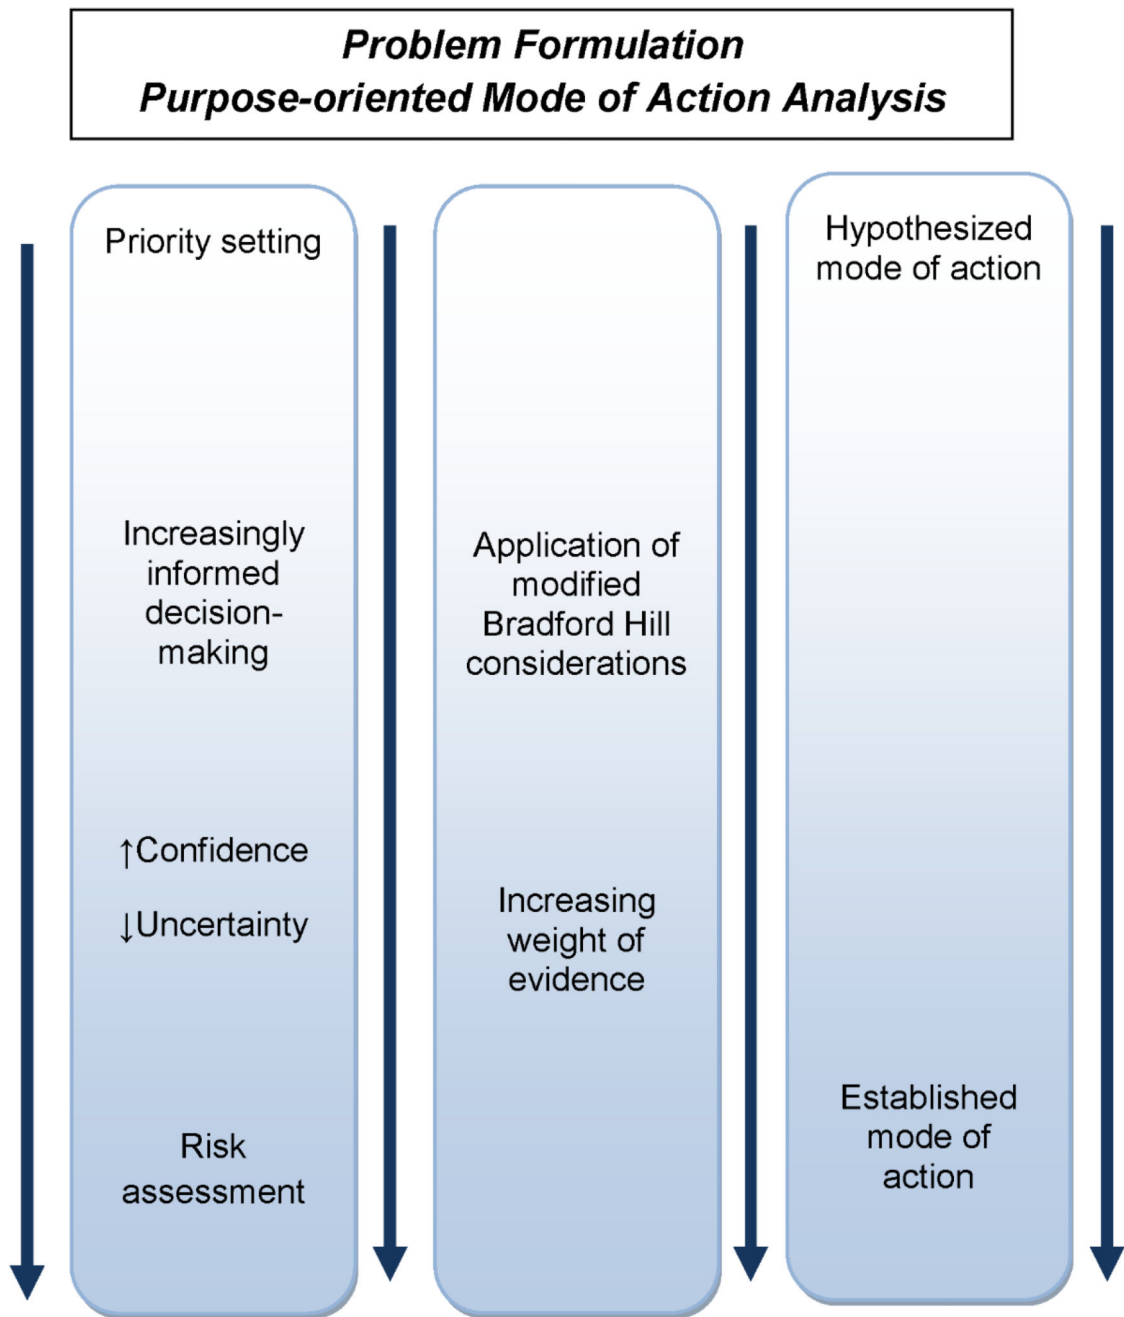 Problem Formulation
Purpose-oriented Mode of Action Analysis
Priority setting
Increasingly
informed
decision-
making
↑Confidence
↓Uncertainty
Risk
assessment
Application of
modified
Bradford Hill
considerations
Increasing
weight of
evidence
Hypothesized
mode of action
Established
mode of
action